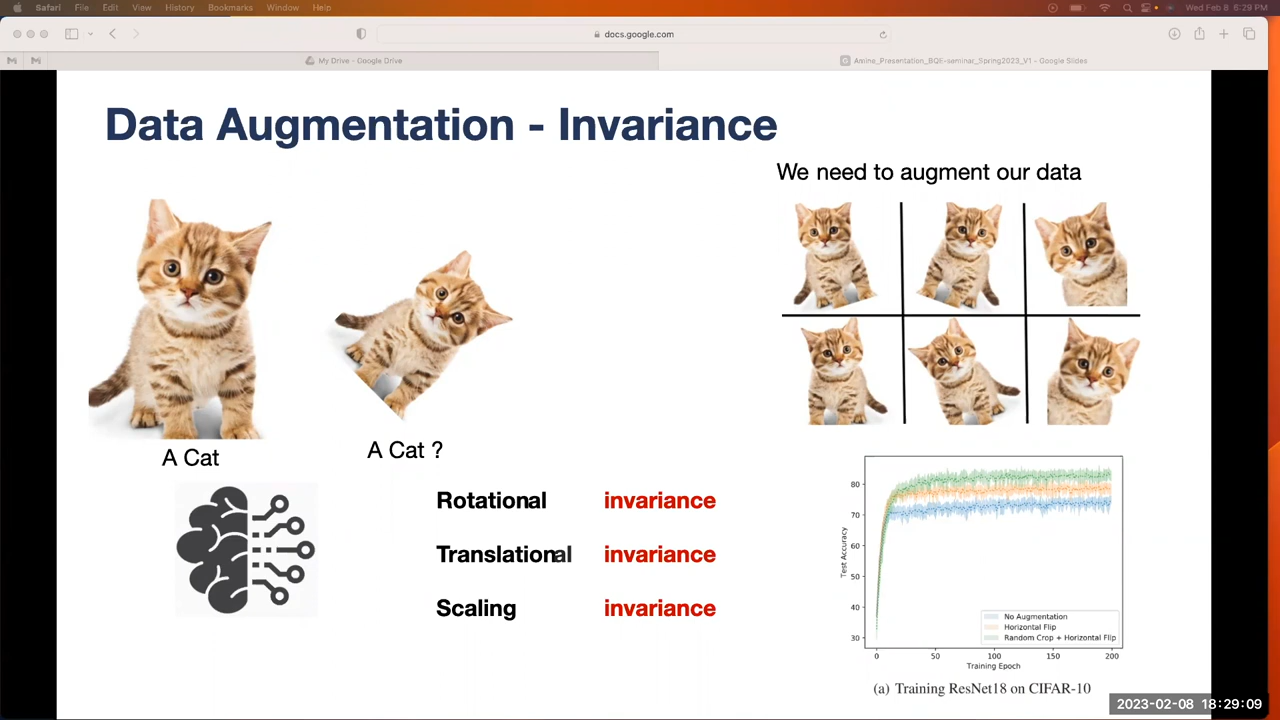 Safari File Edit View History Bookmarks Window Help
Wed Feb 8 6:29 PM
docs.google.com
My Drive - Google Drive
Amine_Presentation_BQE-seminar_Spring2023_V1 - Google Slides
Data Augmentation - Invariance
We need to augment our data
A Cat
A Cat ?
Rotational invariance
Translational invariance
Scaling invariance
80
70
60
50
40
30
Test Accuracy
No Augmentation
Horizontal Flip
Random Crop + Horizontal Flip
0 50 100 150 200
Training Epoch
(a) Training ResNet18 on CIFAR-10
2023-02-08 18:29:09